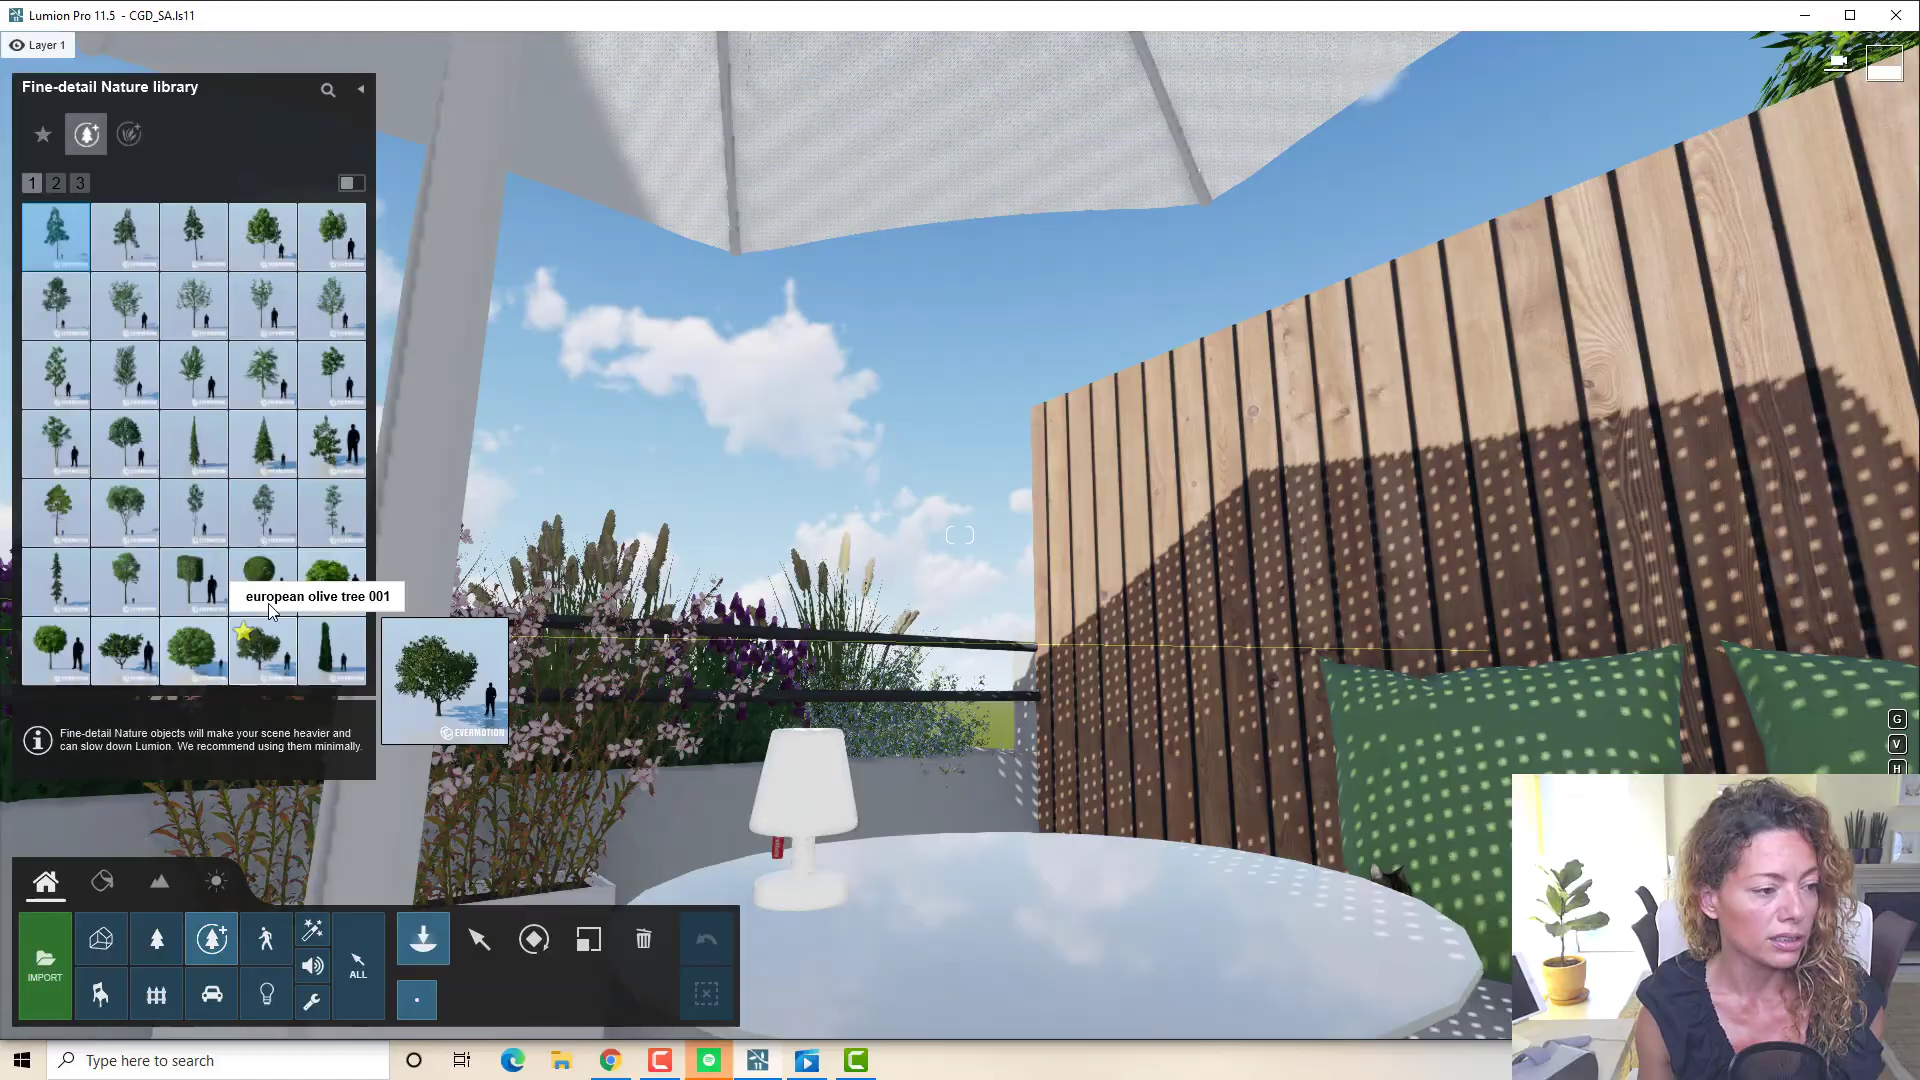 Lumion Pro 11.5 - CGD_SA.ls11
Layer 1
Fine-detail Nature library
1 2 3
european olive tree 001
EVERMOTION
Fine-detail Nature objects will make your scene heavier and
can slow down Lumion. We recommend using them minimally.
G
V
H
IMPORT
ALL
Type here to search